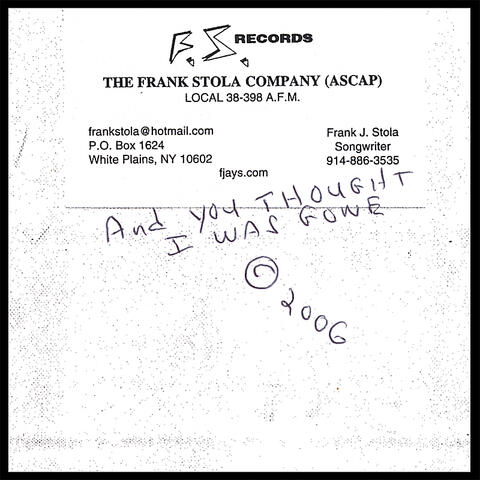 F. S. RECORDS
THE FRANK STOLA COMPANY (ASCAP)
LOCAL 38-398 A.F.M.
frankstola@hotmail.com
P.O. Box 1624
White Plains, NY 10602
Frank J. Stola
Songwriter
914-886-3535
fjays.com
And YOU THOUGHT
I WAS GONE
© 2006